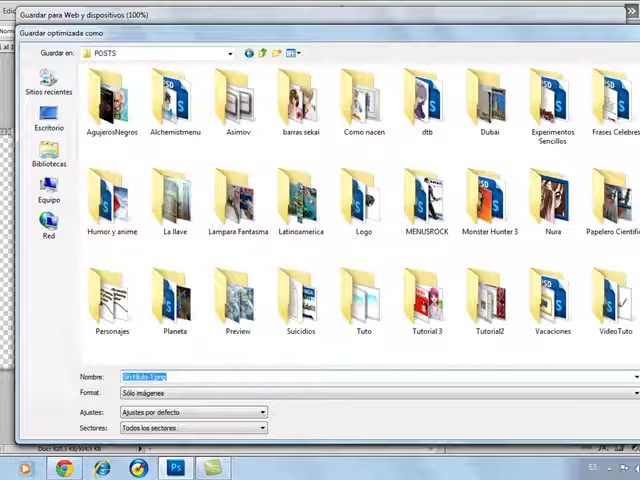 Guardar para Web y dispositivos (100%)
Guardar optimizada como
Guardar en:
POSTS
Sitios recientes
Escritorio
Bibliotecas
Equipo
Red
AgujerosNegros
Alchemistmenu
Asimov
barras sekai
Como nacen
dtb
Dubai
Experimentos
Sencillos
Frases Celebres
Humor y anime
La llave
Lampara Fantasma
Latinoamerica
Logo
MENUSROCK
Monster Hunter 3
Nura
Papelero Cientifi
Personajes
Planeta
Preview
Suicidios
Tuto
Tutorial 3
Tutorial2
Vacaciones
VideoTuto
Nombre:
Sin-título-1.png
Format:
Sólo imágenes
Ajustes:
Ajustes por defecto
Sectores:
Todos los sectores
Ps
ES